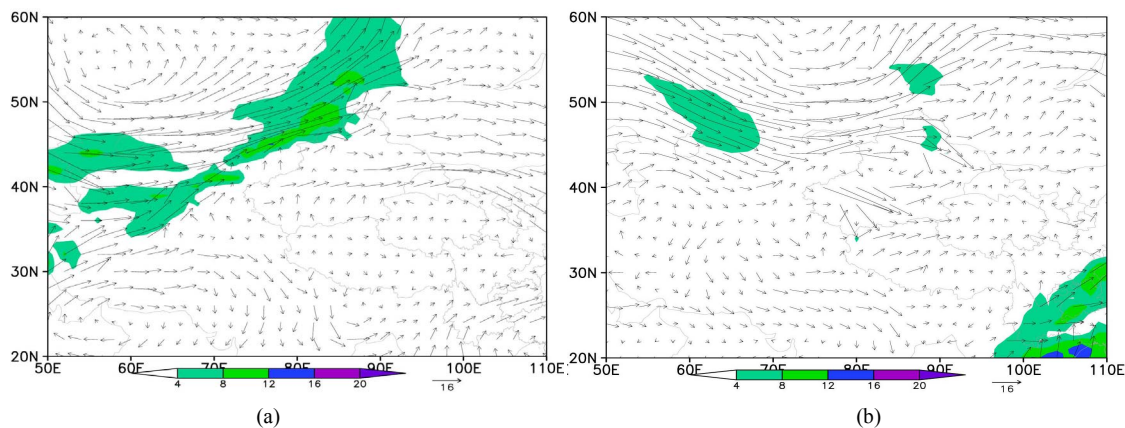 60N 60N
50N 50N
40N 40N
30N 30N
20N 20N
50E 60E 70E 80E 90E 100E 110E 50E 60E 70E 80E 90E 100E 110E
4 8 12 16 20 16 4 8 12 16 20 16
(a) (b)